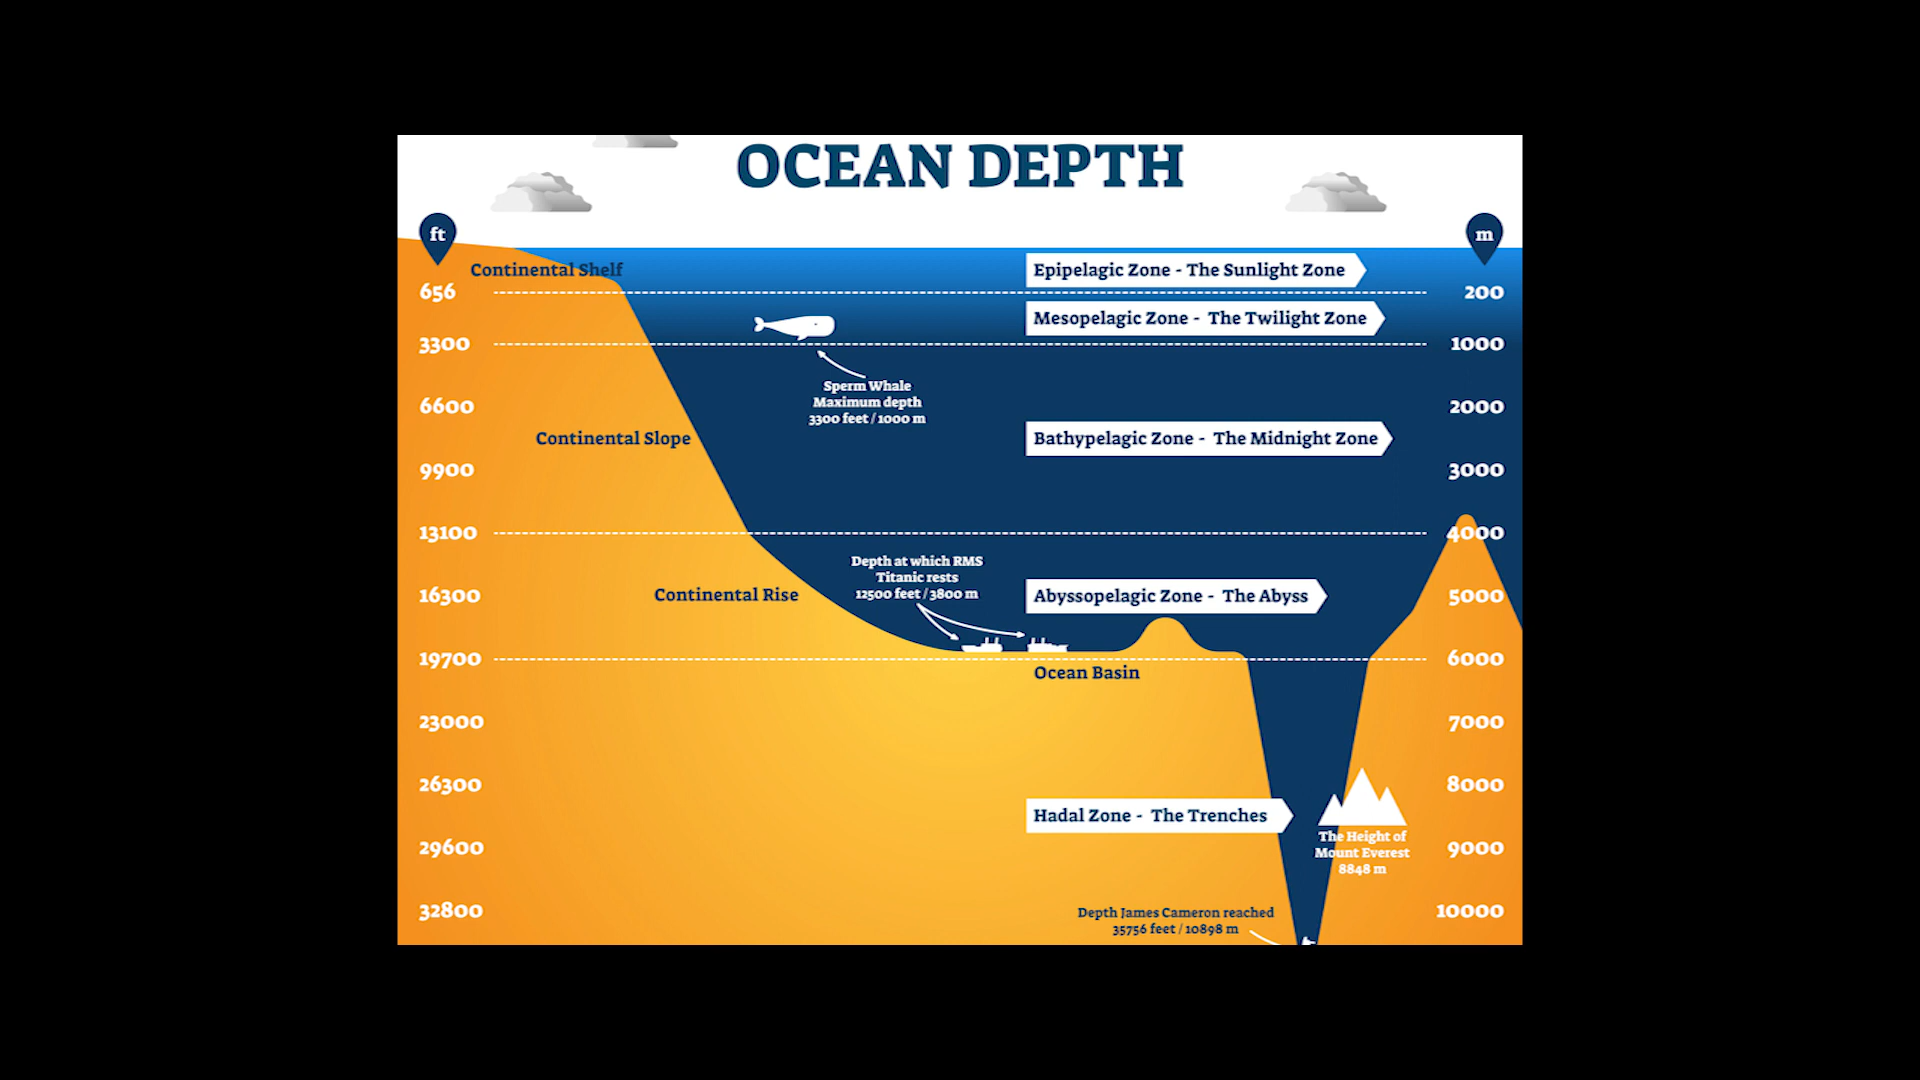 OCEAN DEPTH
ft
m
Continental Shelf
Epipelagic Zone - The Sunlight Zone
656
200
Mesopelagic Zone - The Twilight Zone
3300
1000
Sperm Whale
Maximum depth
3300 feet / 1000 m
6600
2000
Continental Slope
Bathypelagic Zone - The Midnight Zone
9900
3000
13100
4000
Depth at which RMS
Titanic rests
12500 feet / 3800 m
Continental Rise
Abyssopelagic Zone - The Abyss
16300
5000
19700
6000
Ocean Basin
23000
7000
26300
8000
Hadal Zone - The Trenches
The Height of
Mount Everest
8848 m
29600
9000
32800
10000
Depth James Cameron reached
35756 feet / 10898 m